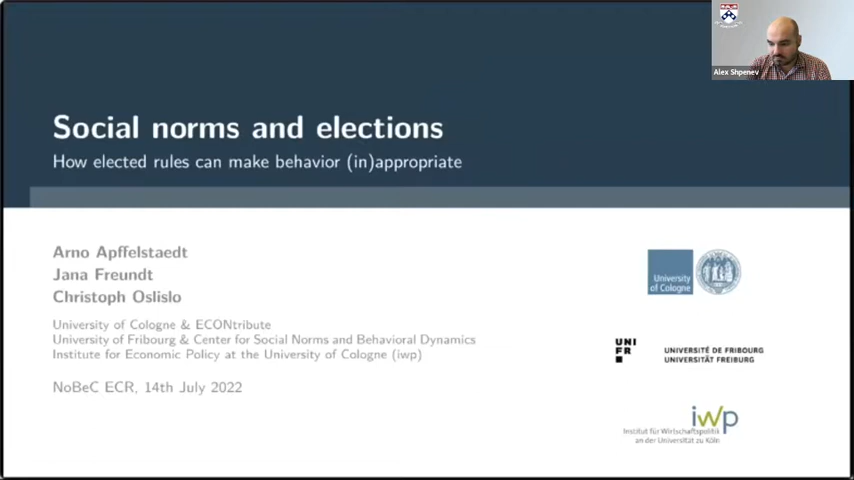 Alex Shpenev
Social norms and elections
How elected rules can make behavior (in)appropriate
Arno Apffelstaedt
Jana Freundt
Christoph Oslislo
University of Cologne & ECONtribute
University of Fribourg & Center for Social Norms and Behavioral Dynamics
Institute for Economic Policy at the University of Cologne (iwp)
NoBeC ECR, 14th July 2022
University
of Cologne
UNI
FR
UNIVERSITÉ DE FRIBOURG
UNIVERSITÄT FREIBURG
iwp
Institut für Wirtschaftspolitik
an der Universität zu Köln